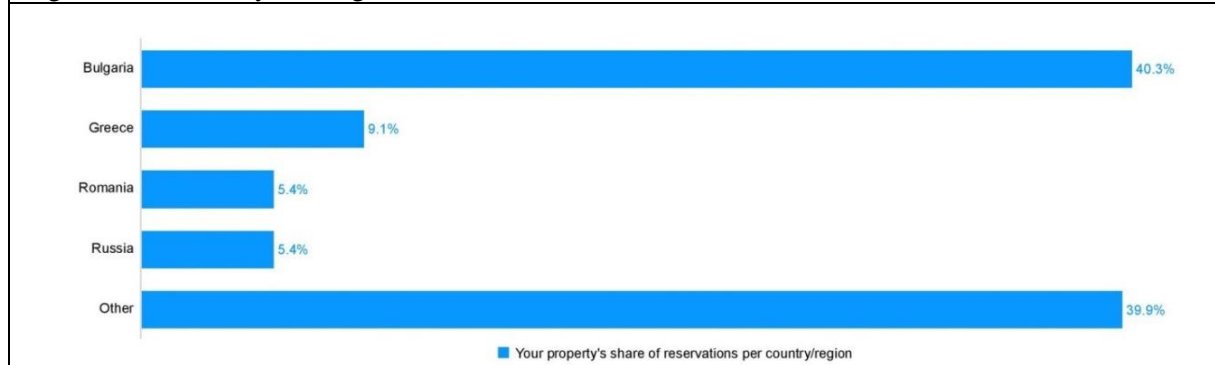 Bulgaria 40.3%
Greece 9.1%
Romania 5.4%
Russia 5.4%
Other 39.9%
Your property's share of reservations per country/region